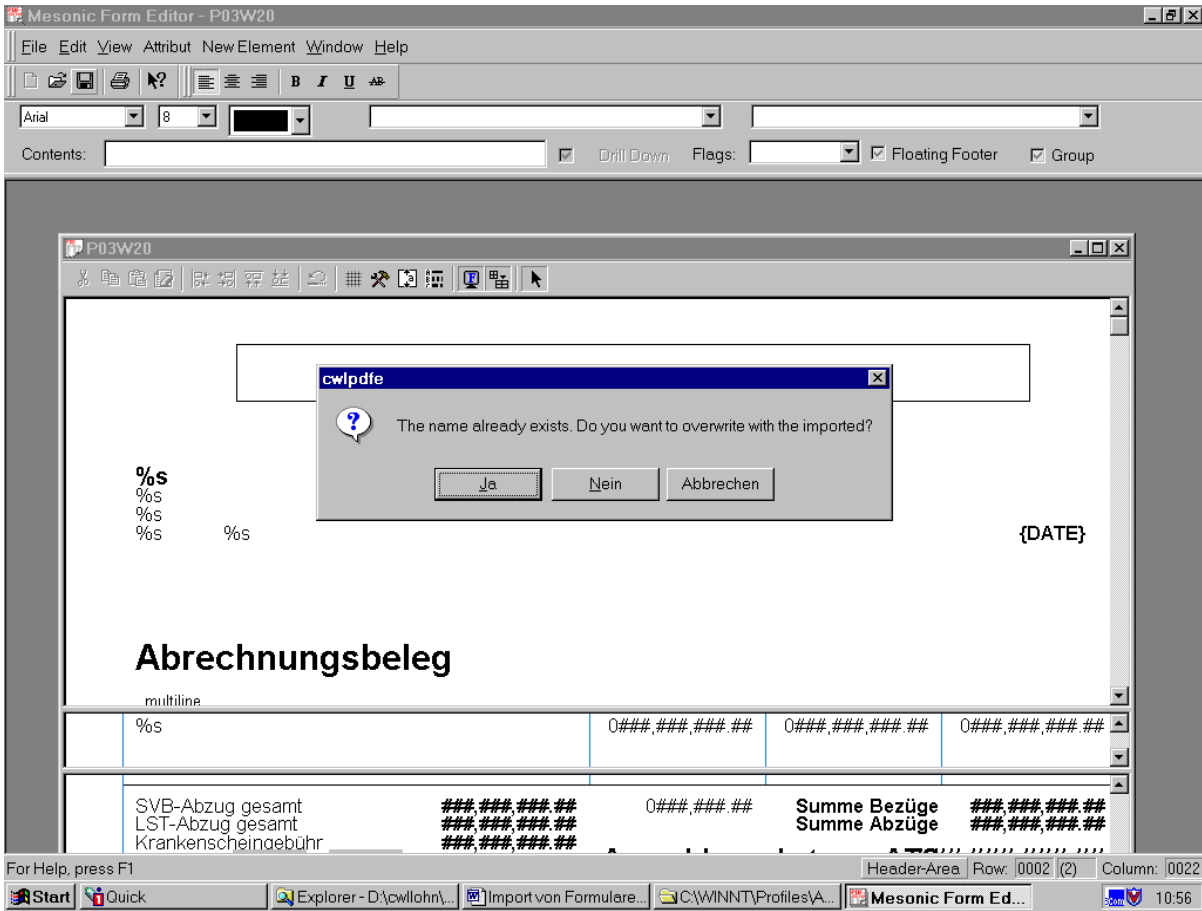 Mesonic Form Editor - P03W20
File Edit View Attribut New Element Window Help
B I U AB
Arial 8
Contents: Drill Down Flags: Floating Footer Group
P03W20
cwlpdfe
The name already exists. Do you want to overwrite with the imported?
Ja Nein Abbrechen
%s
%s
%s
%s %s {DATE}
Abrechnungsbeleg
multiline
%s 0###,###,###.## 0###,###,###.## 0###,###,###.##
SVB-Abzug gesamt ###,###,###.## 0###,###.## Summe Bezüge ###,###,###.##
LST-Abzug gesamt ###,###,###.## Summe Abzüge ###,###,###.##
Krankenscheingebühr ###,###,###.##
For Help, press F1 Header-Area Row: 0002 (2) Column: 0022
Start Quick Explorer - D:\cwllohn\... Import von Formulare... C:\WINNT\Profiles\A... Mesonic Form Ed... 10:56